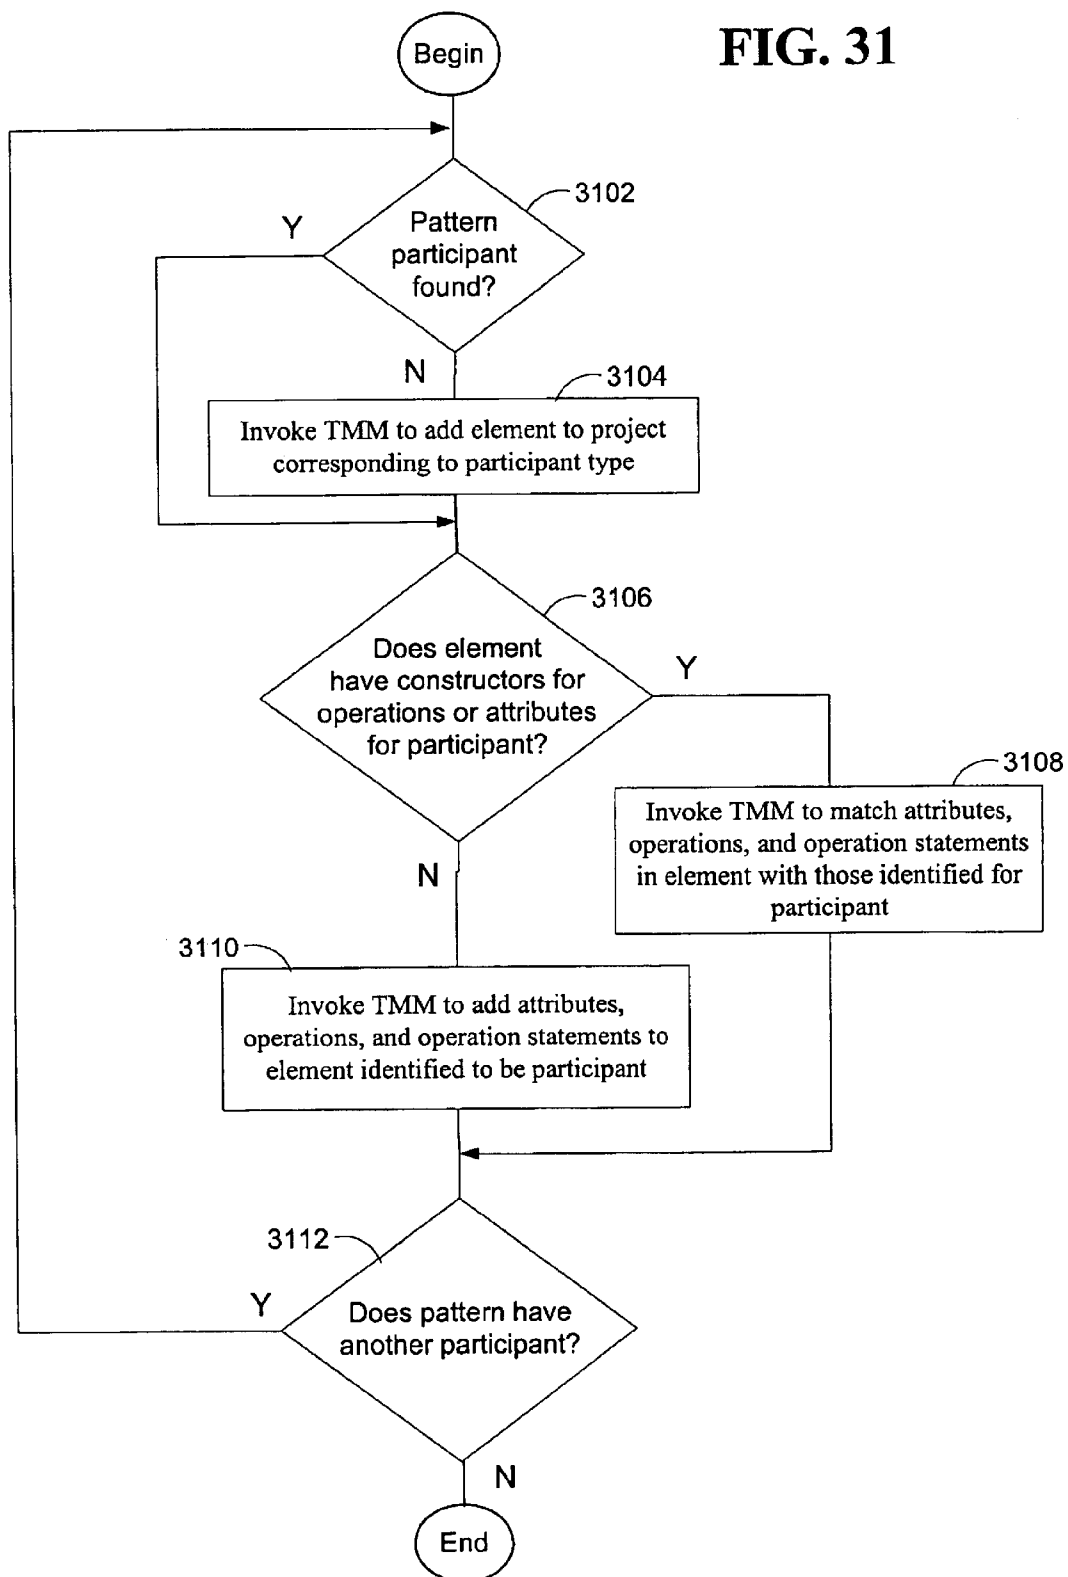 Begin
FIG. 31
3102
Y
Pattern
participant
found?
N
3104
Invoke TMM to add element to project
corresponding to participant type
3106
Does element
have constructors for
operations or attributes
for participant?
Y
3108
Invoke TMM to match attributes,
operations, and operation statements
in element with those identified for
participant
N
3110
Invoke TMM to add attributes,
operations, and operation statements to
element identified to be participant
3112
Y
Does pattern have
another participant?
N
End